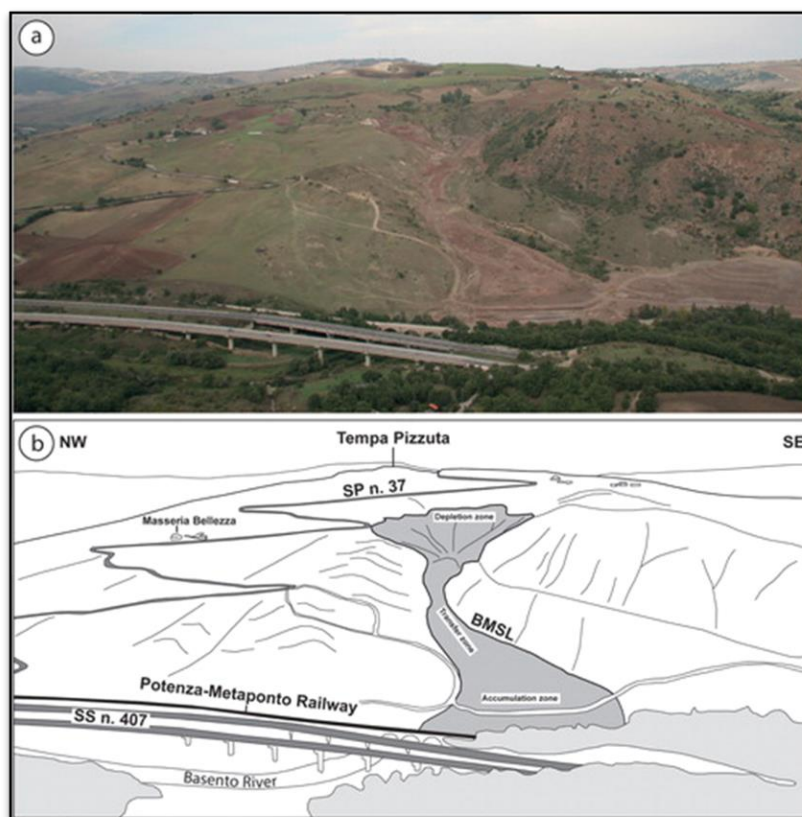 a
b
NW
Tempa Pizzuta
SE
SP n. 37
Masseria Bellezza
Depletion zone
Transfer zone
BMSL
Accumulation zone
Potenza-Metaponto Railway
SS n. 407
Basento River